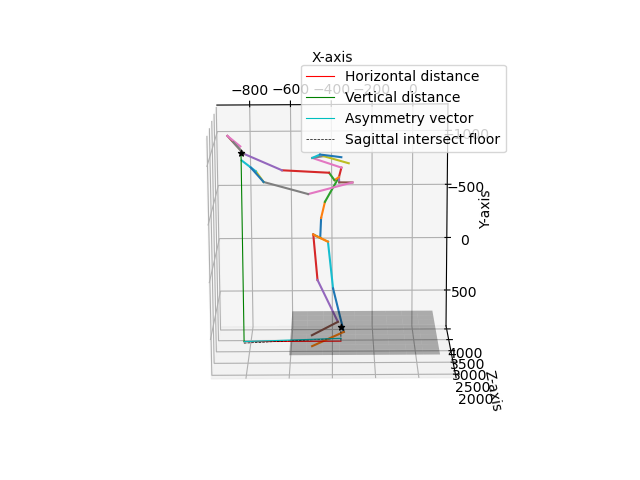 X-axis
Horizontal distance
Vertical distance
Asymmetry vector
Sagittal intersect floor
−800
−600
−400
−200
0
−1000
−500
0
500
Y-axis
4000
3500
3000
2500
2000
Z-axis